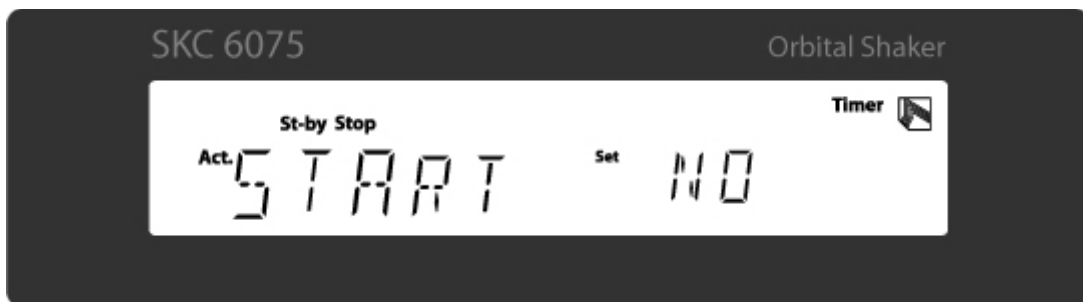 SKC 6075 Orbital Shaker
Timer
St-by Stop
Act. START Set NO